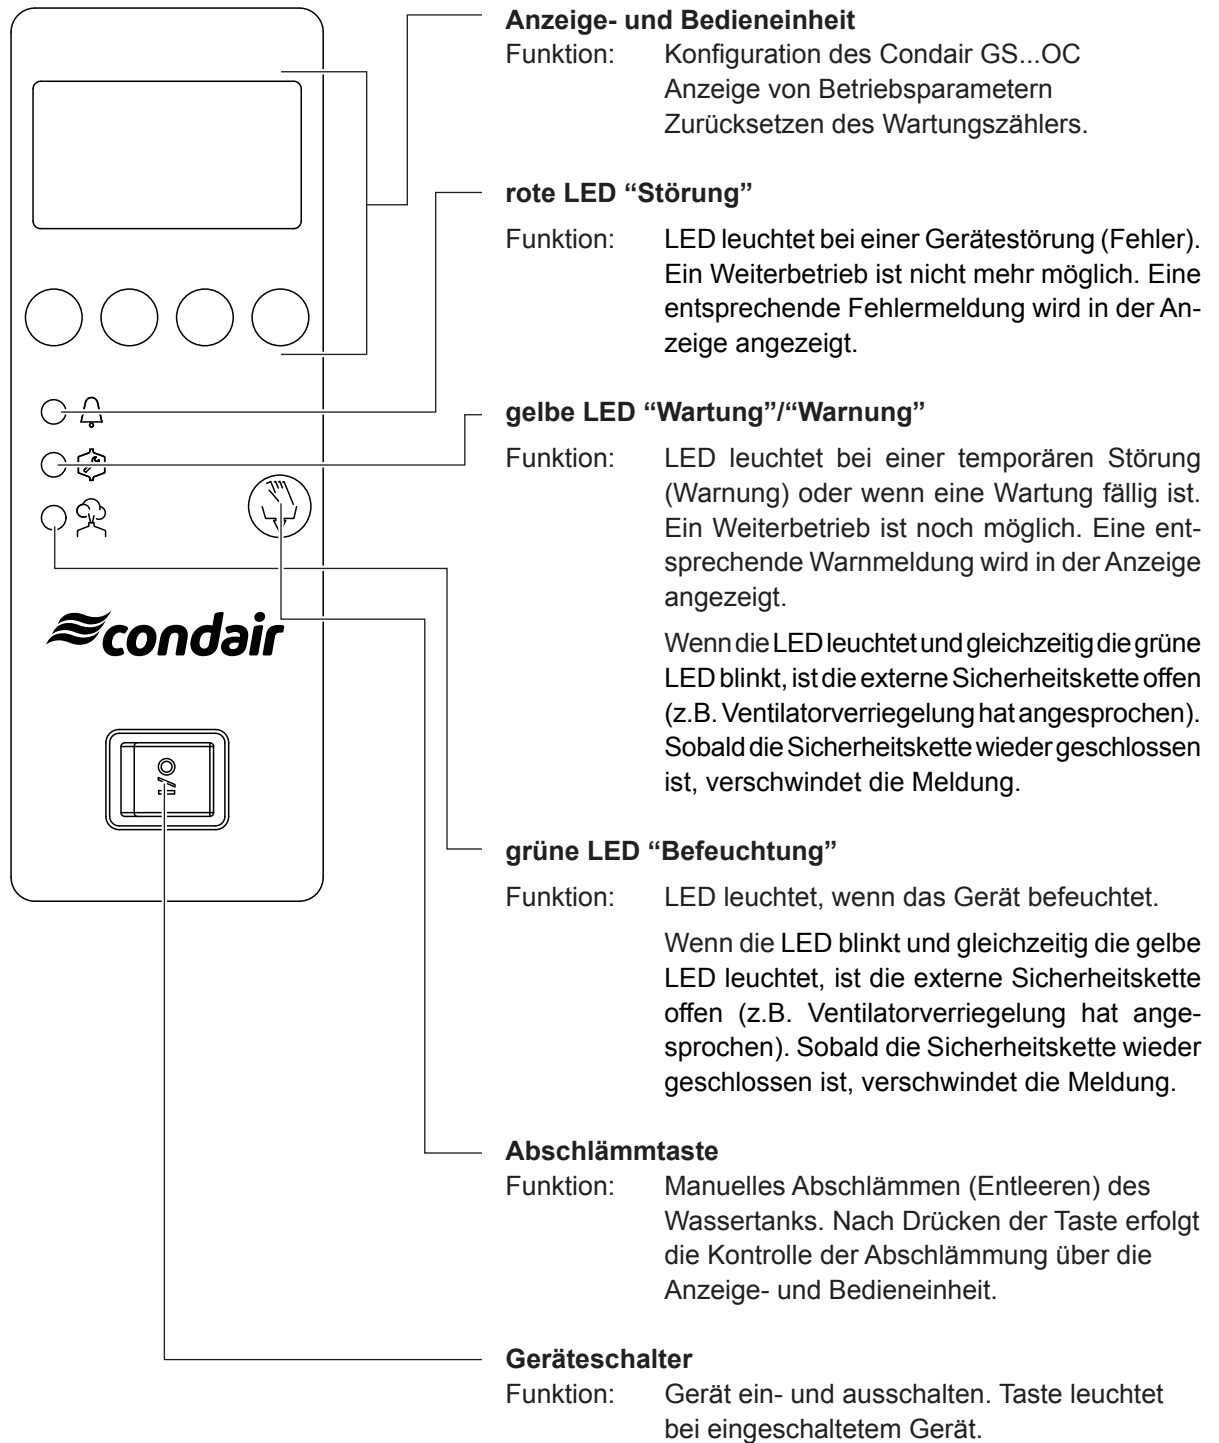 Anzeige- und Bedieneinheit
Funktion: Konfiguration des Condair GS...OC
Anzeige von Betriebsparametern
Zurücksetzen des Wartungszählers.
rote LED “Störung”
Funktion: LED leuchtet bei einer Gerätestörung (Fehler).
Ein Weiterbetrieb ist nicht mehr möglich. Eine
entsprechende Fehlermeldung wird in der An-
zeige angezeigt.
gelbe LED “Wartung”/“Warnung”
Funktion: LED leuchtet bei einer temporären Störung
(Warnung) oder wenn eine Wartung fällig ist.
Ein Weiterbetrieb ist noch möglich. Eine ent-
sprechende Warnmeldung wird in der Anzeige
angezeigt.
Wenn die LED leuchtet und gleichzeitig die grüne
LED blinkt, ist die externe Sicherheitskette offen
(z.B. Ventilatorverriegelung hat angesprochen).
Sobald die Sicherheitskette wieder geschlossen
ist, verschwindet die Meldung.
condair
grüne LED “Befeuchtung”
Funktion: LED leuchtet, wenn das Gerät befeuchtet.
Wenn die LED blinkt und gleichzeitig die gelbe
LED leuchtet, ist die externe Sicherheitskette
offen (z.B. Ventilatorverriegelung hat ange-
sprochen). Sobald die Sicherheitskette wieder
geschlossen ist, verschwindet die Meldung.
Abschlämmtaste
Funktion: Manuelles Abschlämmen (Entleeren) des
Wassertanks. Nach Drücken der Taste erfolgt
die Kontrolle der Abschlämmung über die
Anzeige- und Bedieneinheit.
Geräteschalter
Funktion: Gerät ein- und ausschalten. Taste leuchtet
bei eingeschaltetem Gerät.